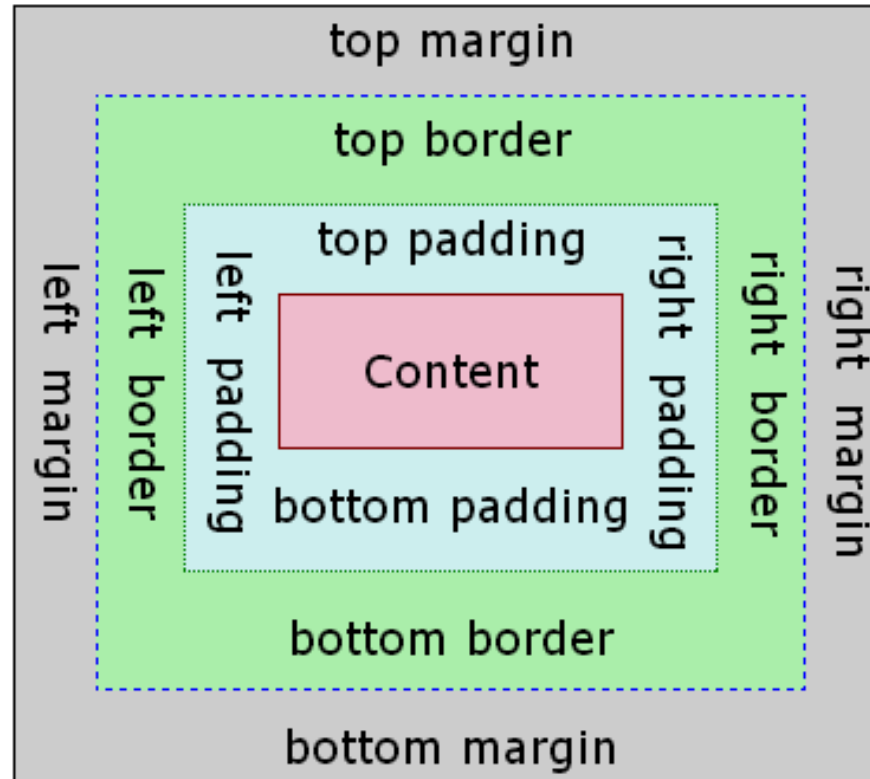 top margin
top border
top padding
left margin
left border
left padding
Content
right padding
right border
right margin
bottom padding
bottom border
bottom margin